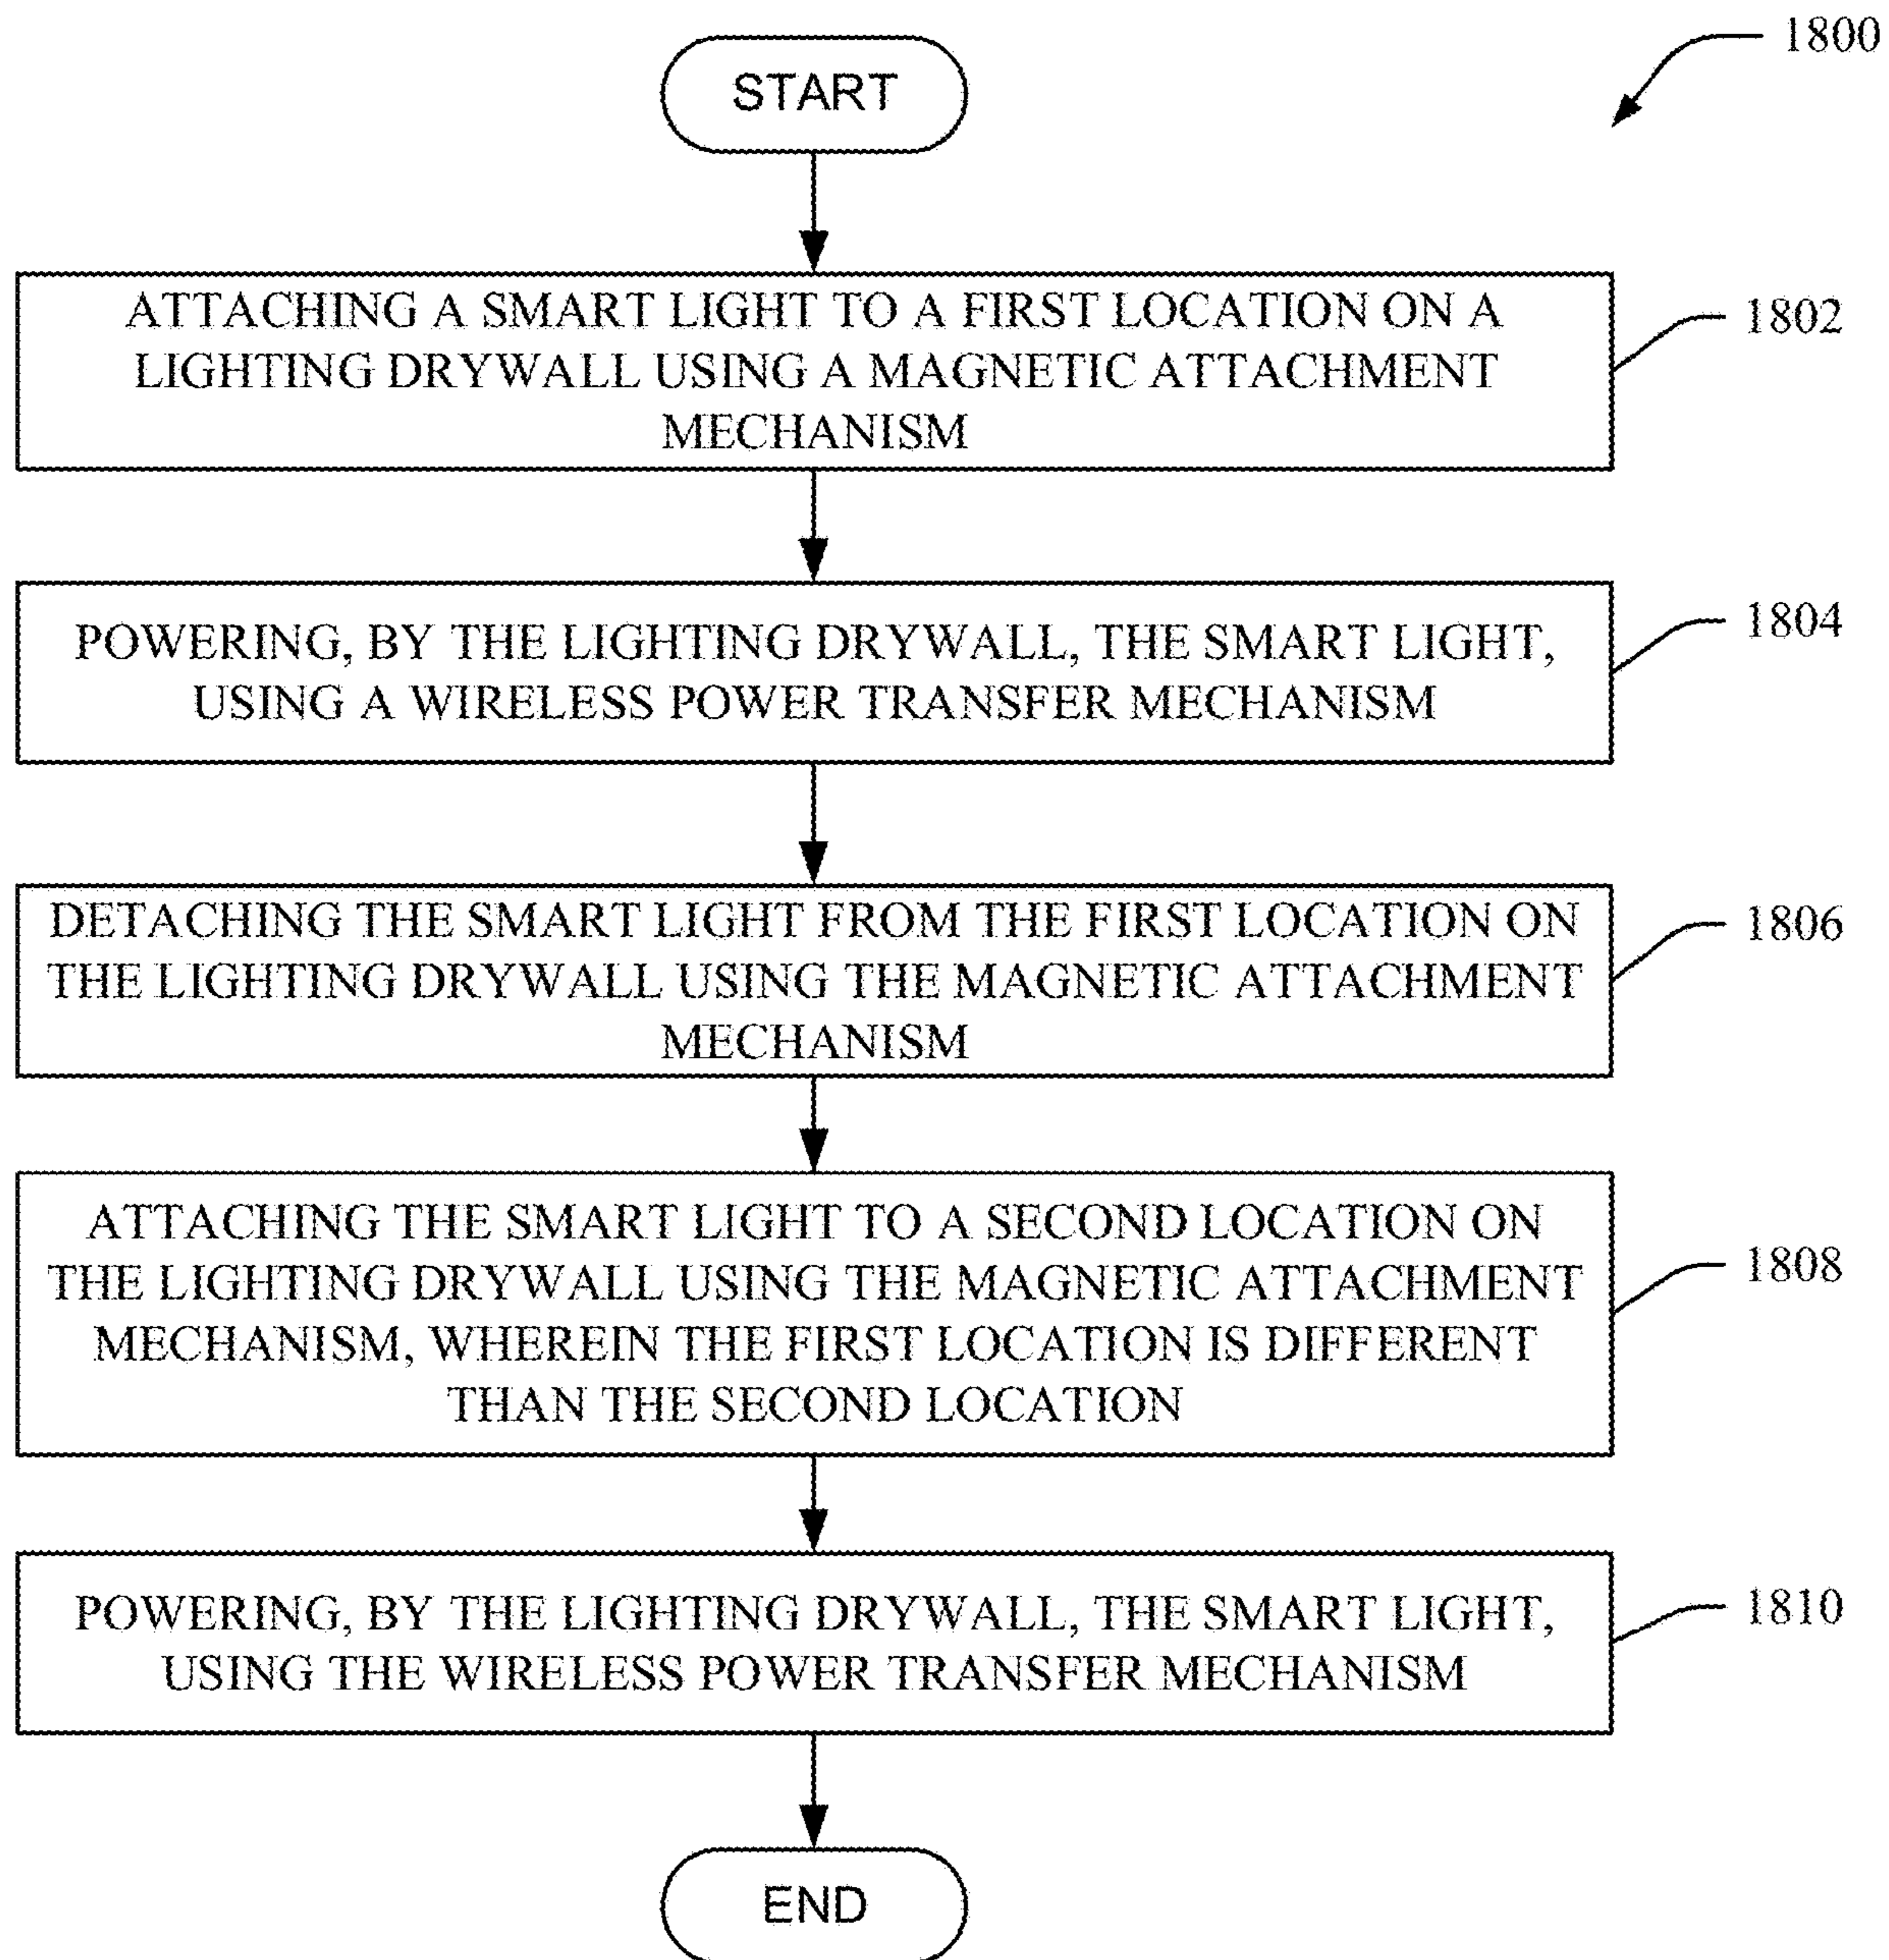 1800
START
ATTACHING A SMART LIGHT TO A FIRST LOCATION ON A
LIGHTING DRYWALL USING A MAGNETIC ATTACHMENT
MECHANISM
1802
POWERING, BY THE LIGHTING DRYWALL, THE SMART LIGHT,
USING A WIRELESS POWER TRANSFER MECHANISM
1804
DETACHING THE SMART LIGHT FROM THE FIRST LOCATION ON
THE LIGHTING DRYWALL USING THE MAGNETIC ATTACHMENT
MECHANISM
1806
ATTACHING THE SMART LIGHT TO A SECOND LOCATION ON
THE LIGHTING DRYWALL USING THE MAGNETIC ATTACHMENT
MECHANISM, WHEREIN THE FIRST LOCATION IS DIFFERENT
THAN THE SECOND LOCATION
1808
POWERING, BY THE LIGHTING DRYWALL, THE SMART LIGHT,
USING THE WIRELESS POWER TRANSFER MECHANISM
1810
END